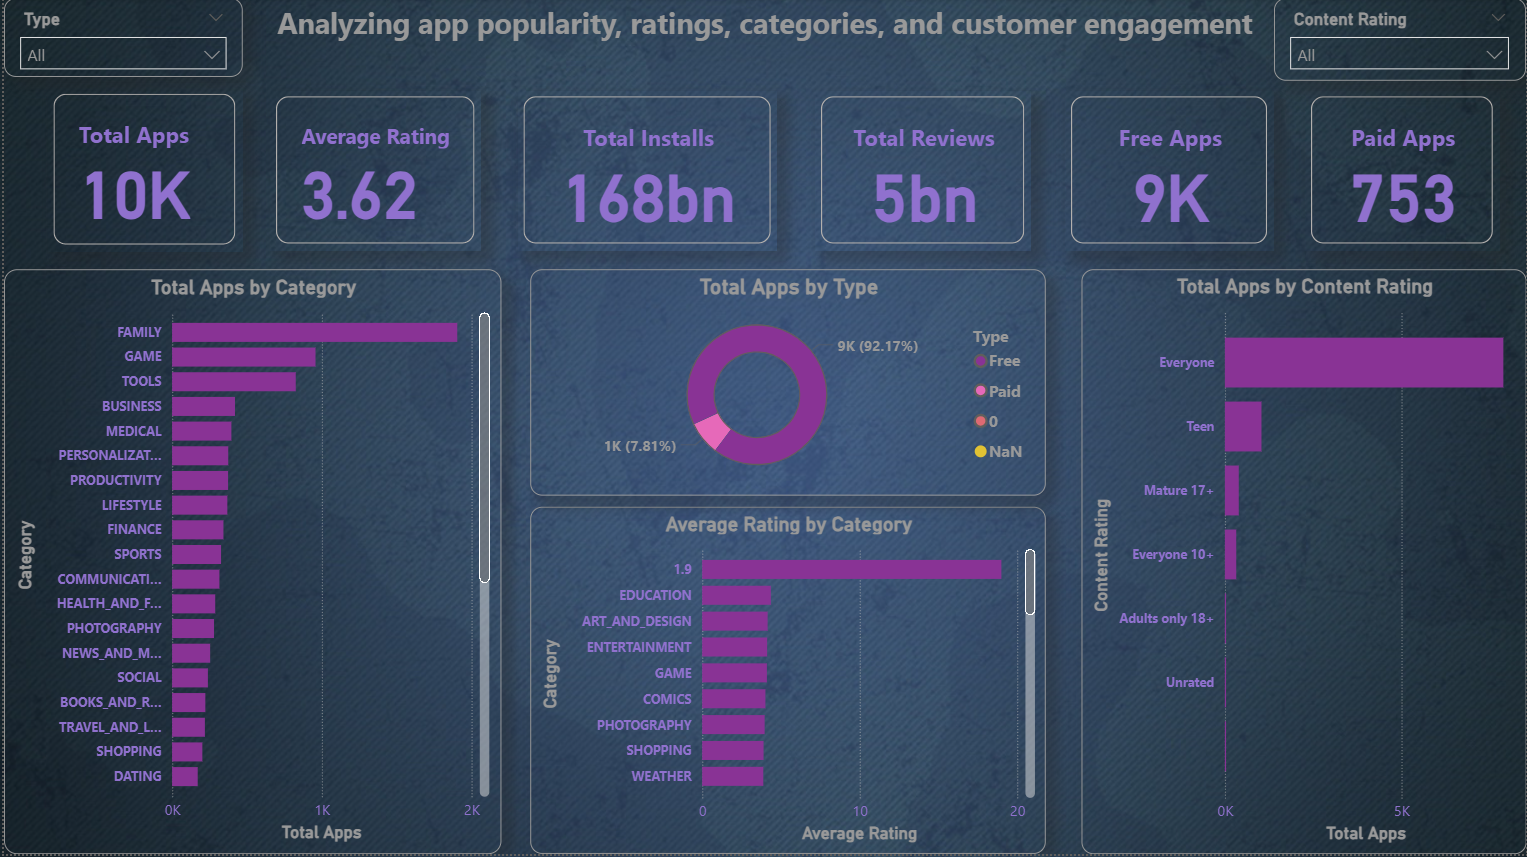 Type
All
Analyzing app popularity, ratings, categories, and customer engagement
Content Rating
All
Total Apps
10K
Average Rating
3.62
Total Installs
168bn
Total Reviews
5bn
Free Apps
9K
Paid Apps
753
Total Apps by Category
Category
FAMILY
GAME
TOOLS
BUSINESS
MEDICAL
PERSONALIZAT...
PRODUCTIVITY
LIFESTYLE
FINANCE
SPORTS
COMMUNICATI...
HEALTH_AND_F...
PHOTOGRAPHY
NEWS_AND_M...
SOCIAL
BOOKS_AND_R...
TRAVEL_AND_L...
SHOPPING
DATING
0K 1K 2K
Total Apps
Total Apps by Type
9K (92.17%)
1K (7.81%)
Type
Free
Paid
0
NaN
Average Rating by Category
Category
1.9
EDUCATION
ART_AND_DESIGN
ENTERTAINMENT
GAME
COMICS
PHOTOGRAPHY
SHOPPING
WEATHER
0 10 20
Average Rating
Total Apps by Content Rating
Content Rating
Everyone
Teen
Mature 17+
Everyone 10+
Adults only 18+
Unrated
0K 5K
Total Apps